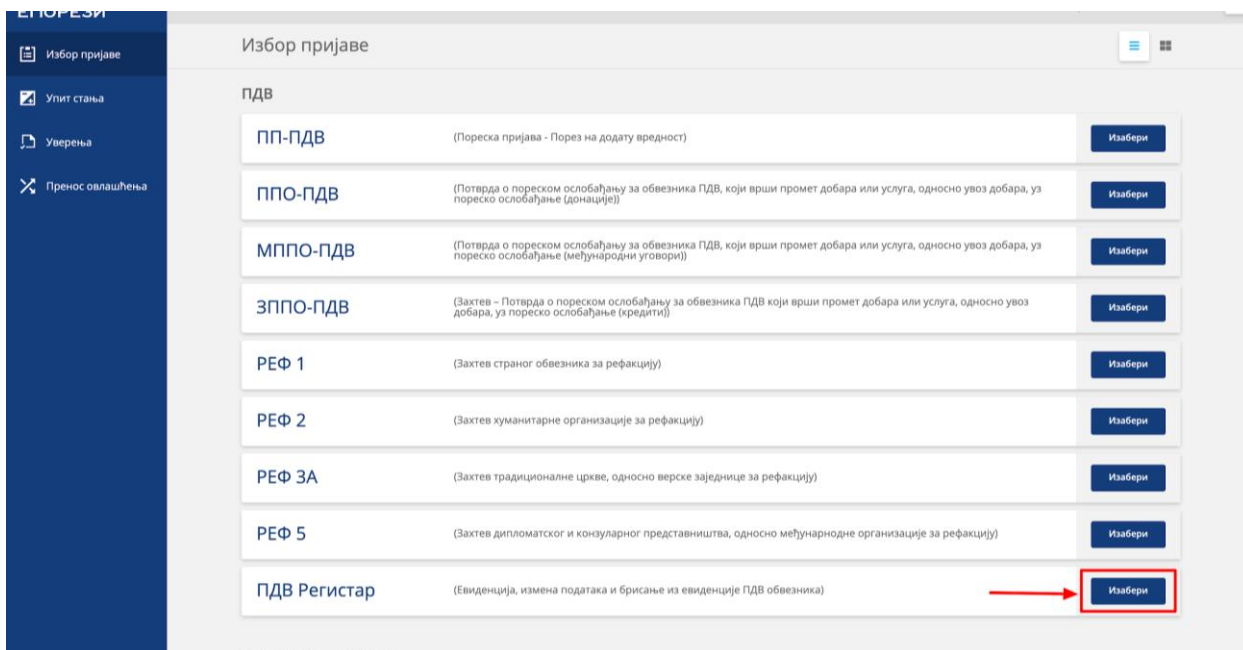 ЕПОРЕЗИ
Избор пријаве
Упит стања
Уверења
Пренос овлашћења
Избор пријаве
ПДВ
ПП-ПДВ
(Пореска пријава - Порез на додату вредност)
Изабери
ППО-ПДВ
(Потврда о пореском ослобађању за обвезника ПДВ, који врши промет добара или услуга, односно увоз добара, уз
пореско ослобађање (донације))
Изабери
МППО-ПДВ
(Потврда о пореском ослобађању за обвезника ПДВ, који врши промет добара или услуга, односно увоз добара, уз
пореско ослобађање (међународни уговори))
Изабери
ЗППО-ПДВ
(Захтев – Потврда о пореском ослобађању за обвезника ПДВ који врши промет добара или услуга, односно увоз
добара, уз пореско ослобађање (кредити))
Изабери
РЕФ 1
(Захтев страног обвезника за рефакцију)
Изабери
РЕФ 2
(Захтев хуманитарне организације за рефакцију)
Изабери
РЕФ 3А
(Захтев традиционалне цркве, односно верске заједнице за рефакцију)
Изабери
РЕФ 5
(Захтев дипломатског и конзуларног представништва, односно међунарнодне организације за рефакцију)
Изабери
ПДВ Регистар
(Евиденција, измена података и брисање из евиденције ПДВ обвезника)
Изабери